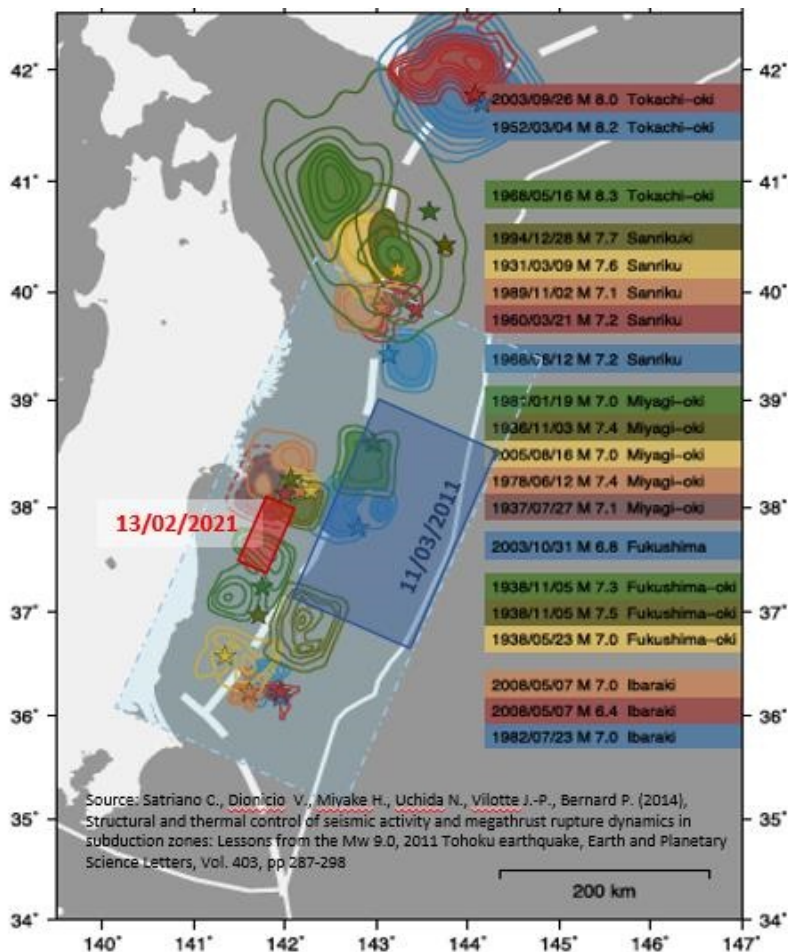 42°
42°
2003/09/26 M 8.0 Tokachi-oki
1952/03/04 M 8.2 Tokachi-oki
41°
41°
1968/05/16 M 8.3 Tokachi-oki
1994/12/28 M 7.7 Sanrikuki
1931/03/09 M 7.6 Sanriku
40°
40°
1989/11/02 M 7.1 Sanriku
1960/03/21 M 7.2 Sanriku
1968/06/12 M 7.2 Sanriku
39°
39°
1981/01/19 M 7.0 Miyagi-oki
1936/11/03 M 7.4 Miyagi-oki
2005/08/16 M 7.0 Miyagi-oki
1978/06/12 M 7.4 Miyagi-oki
38°
38°
1937/07/27 M 7.1 Miyagi-oki
13/02/2021
11/03/2011
2003/10/31 M 6.8 Fukushima
1938/11/05 M 7.3 Fukushima-oki
37°
37°
1938/11/05 M 7.5 Fukushima-oki
1938/05/23 M 7.0 Fukushima-oki
2008/05/07 M 7.0 Ibaraki
36°
36°
2008/05/07 M 6.4 Ibaraki
1982/07/23 M 7.0 Ibaraki
Source: Satriano C., Dionicio V., Miyake H., Uchida N., Vilotte J.-P., Bernard P. (2014),
Structural and thermal control of seismic activity and megathrust rupture dynamics in
subduction zones: Lessons from the Mw 9.0, 2011 Tohoku earthquake, Earth and Planetary
Science Letters, Vol. 403, pp 287-298
35°
35°
200 km
34°
34°
140° 141° 142° 143° 144° 145° 146° 147°